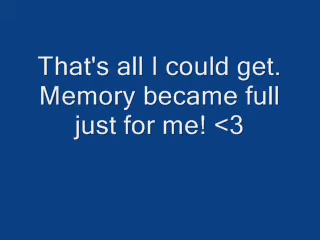 That's all I could get.
Memory became full
just for me! <3